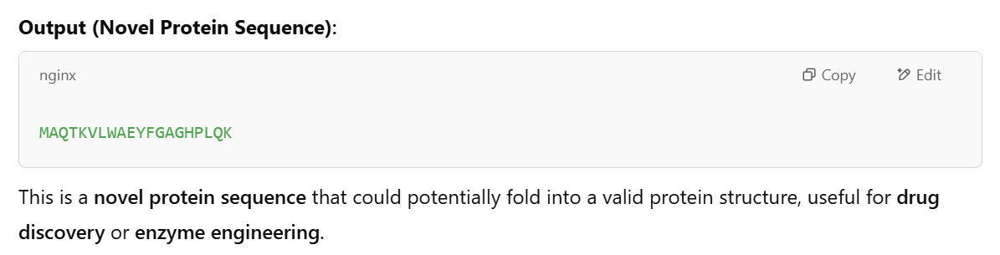 Output (Novel Protein Sequence):
nginx Copy Edit
MAQTKVLWAEYFGAGHPLQK
This is a novel protein sequence that could potentially fold into a valid protein structure, useful for drug
discovery or enzyme engineering.